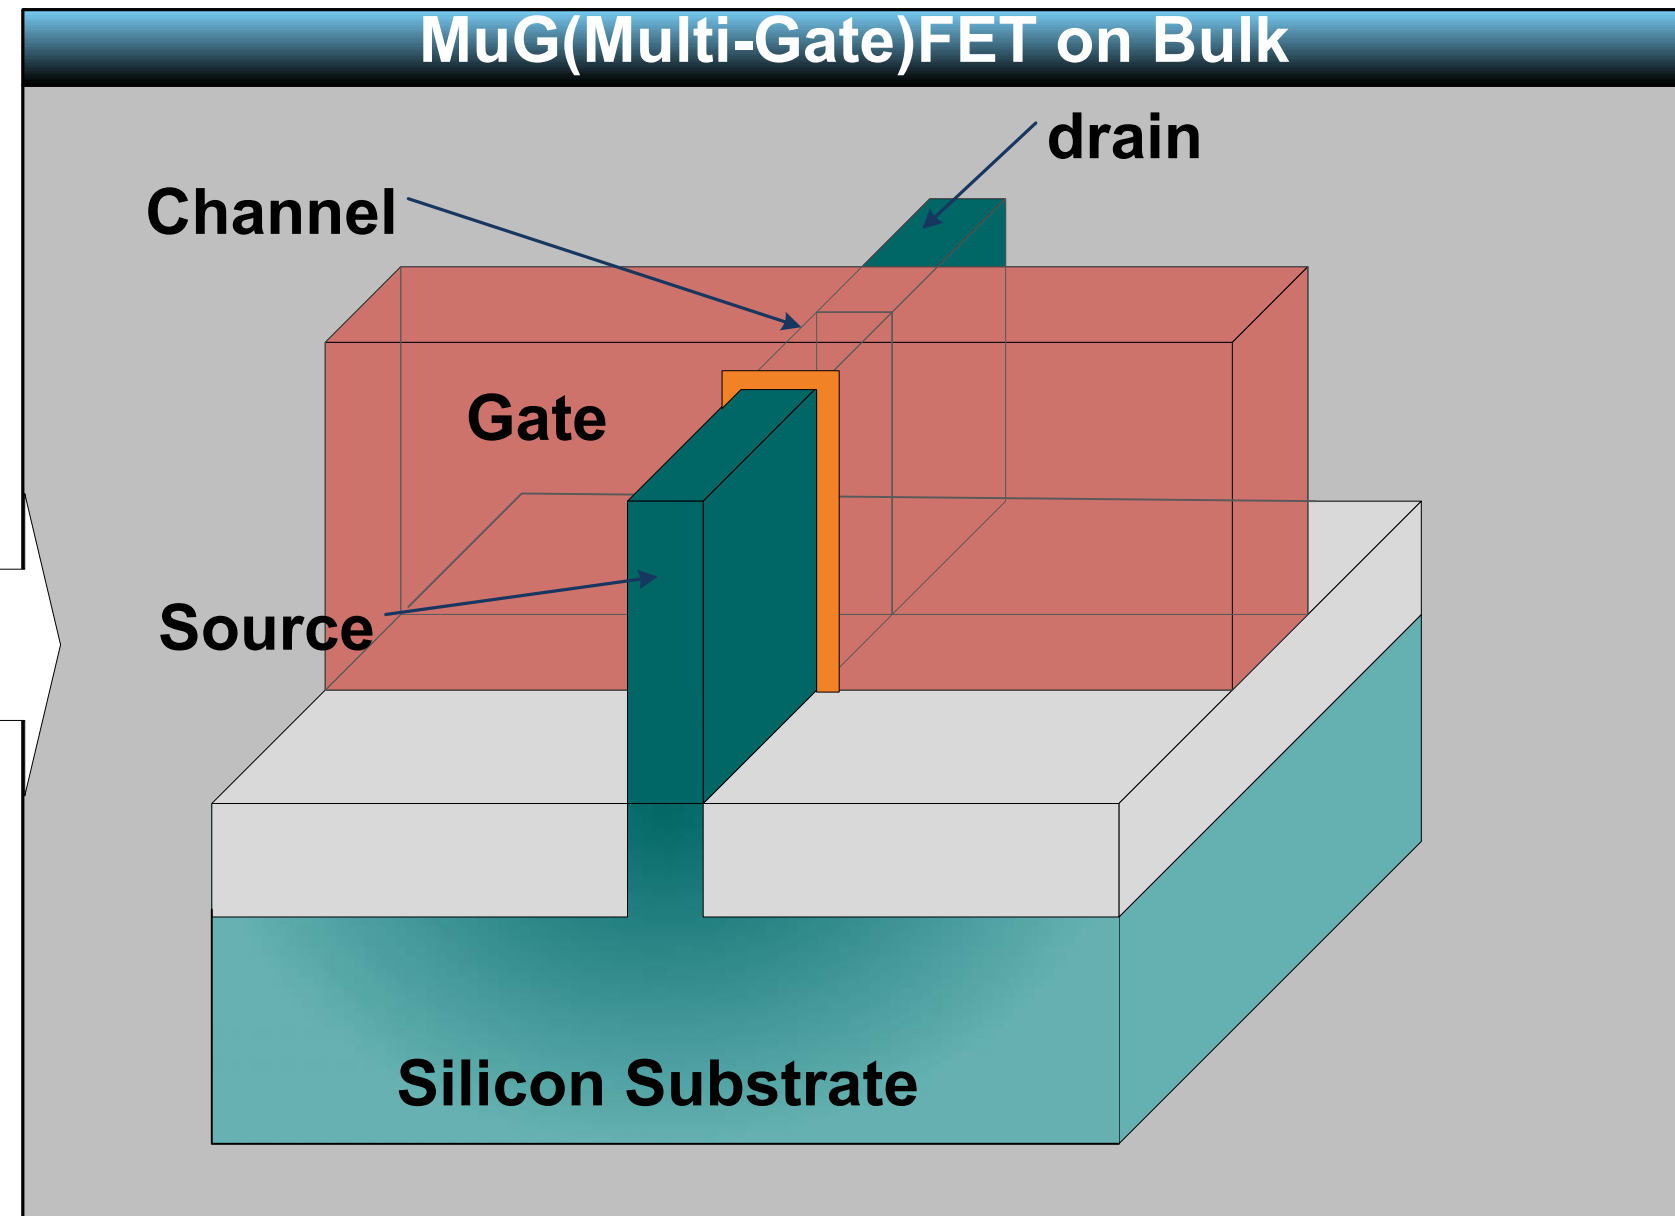 MuG(Multi-Gate)FET on Bulk
drain
Channel
Gate
Source
Silicon Substrate